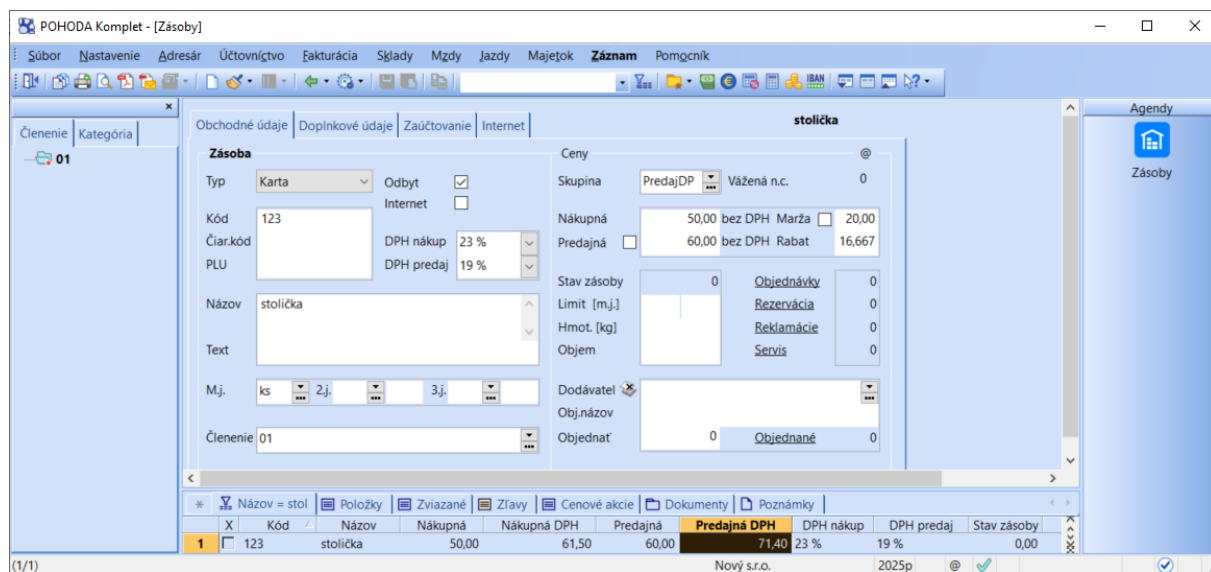 POHODA Komplet - [Zásoby]
Súbor Nastavenie Adresár Účtovníctvo Fakturácia Sklady Mzdy Jazdy Majetok Záznam Pomocník
IBAN
Členenie Kategória
01
Obchodné údaje Doplnkové údaje Zaúčtovanie Internet stolička
Zásoba Ceny @
Typ Karta Odbyt Skupina PredajDP Vážená n.c. 0
Internet
Kód 123 Nákupná 50,00 bez DPH Marža 20,00
Čiar.kód DPH nákup 23 % Predajná 60,00 bez DPH Rabat 16,667
PLU DPH predaj 19 %
Stav zásoby 0 Objednávky 0
Názov stolička Limit [m.j.] Rezervácia 0
Hmot. [kg] Reklamácie 0
Text Objem Servis 0
M.j. ks 2.j. 3.j. Dodávateľ
Obj.názov
Členenie 01 Objednať 0 Objednané 0
Agendy
Zásoby
* Názov = stol Položky Zviazané Zľavy Cenové akcie Dokumenty Poznámky
X Kód Názov Nákupná Nákupná DPH Predajná Predajná DPH DPH nákup DPH predaj Stav zásoby
1 123 stolička 50,00 61,50 60,00 71,40 23 % 19 % 0,00
(1/1) Nový s.r.o. 2025p @